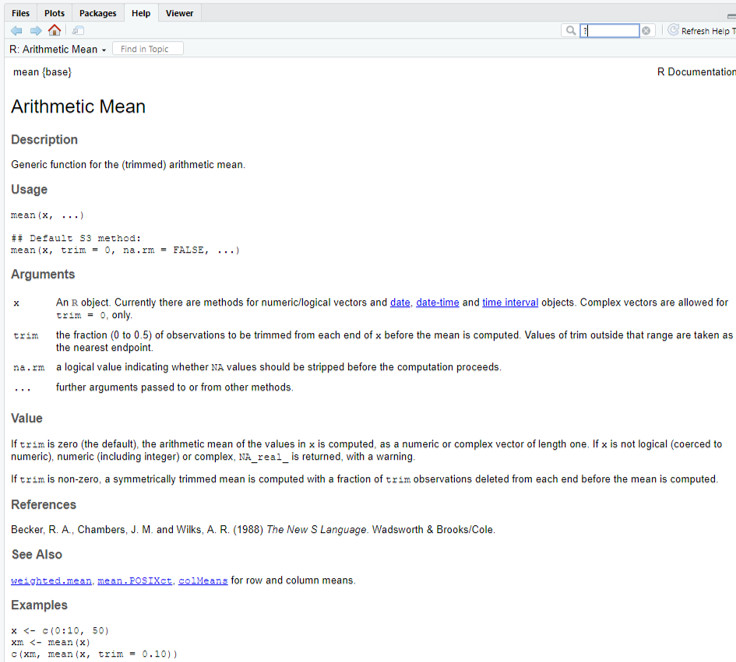 Files Plots Packages Help Viewer
Refresh Help T
R: Arithmetic Mean Find in Topic
mean {base} R Documentation
Arithmetic Mean
Description
Generic function for the (trimmed) arithmetic mean.
Usage
mean(x, ...)
## Default S3 method:
mean(x, trim = 0, na.rm = FALSE, ...)
Arguments
x An R object. Currently there are methods for numeric/logical vectors and date, date-time and time interval objects. Complex vectors are allowed for
trim = 0, only.
trim the fraction (0 to 0.5) of observations to be trimmed from each end of x before the mean is computed. Values of trim outside that range are taken as
the nearest endpoint.
na.rm a logical value indicating whether NA values should be stripped before the computation proceeds.
... further arguments passed to or from other methods.
Value
If trim is zero (the default), the arithmetic mean of the values in x is computed, as a numeric or complex vector of length one. If x is not logical (coerced to
numeric), numeric (including integer) or complex, NA_real_ is returned, with a warning.
If trim is non-zero, a symmetrically trimmed mean is computed with a fraction of trim observations deleted from each end before the mean is computed.
References
Becker, R. A., Chambers, J. M. and Wilks, A. R. (1988) The New S Language. Wadsworth & Brooks/Cole.
See Also
weighted.mean, mean.POSIXct, colMeans for row and column means.
Examples
x <- c(0:10, 50)
xm <- mean(x)
c(xm, mean(x, trim = 0.10))